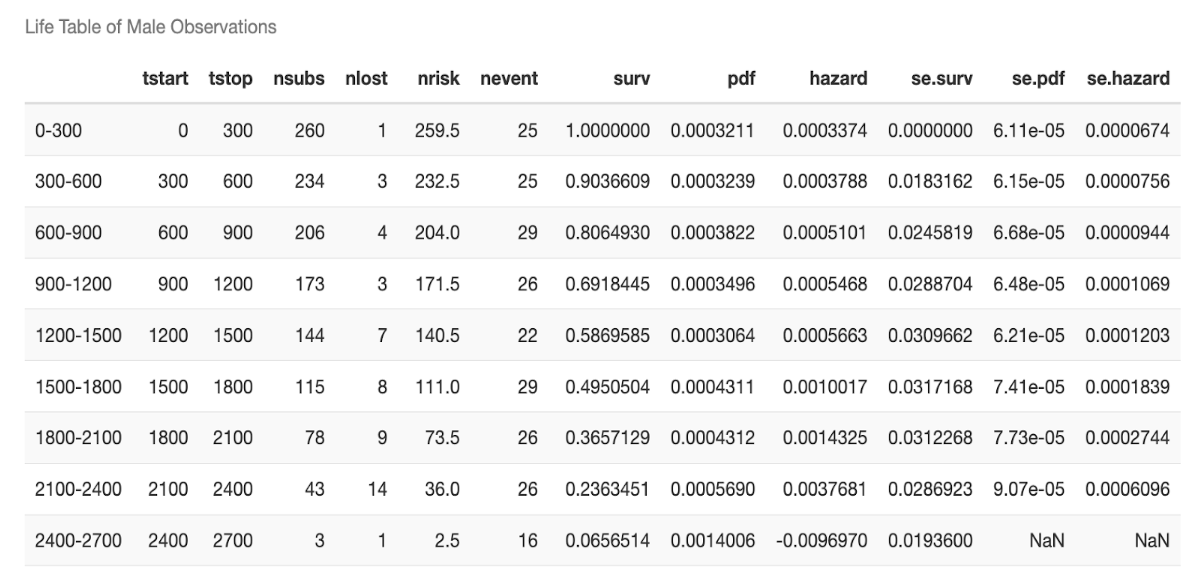 Life Table of Male Observations
tstart tstop nsubs nlost nrisk nevent surv pdf hazard se.surv se.pdf se.hazard
0-300 0 300 260 1 259.5 25 1.0000000 0.0003211 0.0003374 0.0000000 6.11e-05 0.0000674
300-600 300 600 234 3 232.5 25 0.9036609 0.0003239 0.0003788 0.0183162 6.15e-05 0.0000756
600-900 600 900 206 4 204.0 29 0.8064930 0.0003822 0.0005101 0.0245819 6.68e-05 0.0000944
900-1200 900 1200 173 3 171.5 26 0.6918445 0.0003496 0.0005468 0.0288704 6.48e-05 0.0001069
1200-1500 1200 1500 144 7 140.5 22 0.5869585 0.0003064 0.0005663 0.0309662 6.21e-05 0.0001203
1500-1800 1500 1800 115 8 111.0 29 0.4950504 0.0004311 0.0010017 0.0317168 7.41e-05 0.0001839
1800-2100 1800 2100 78 9 73.5 26 0.3657129 0.0004312 0.0014325 0.0312268 7.73e-05 0.0002744
2100-2400 2100 2400 43 14 36.0 26 0.2363451 0.0005690 0.0037681 0.0286923 9.07e-05 0.0006096
2400-2700 2400 2700 3 1 2.5 16 0.0656514 0.0014006 -0.0096970 0.0193600 NaN NaN